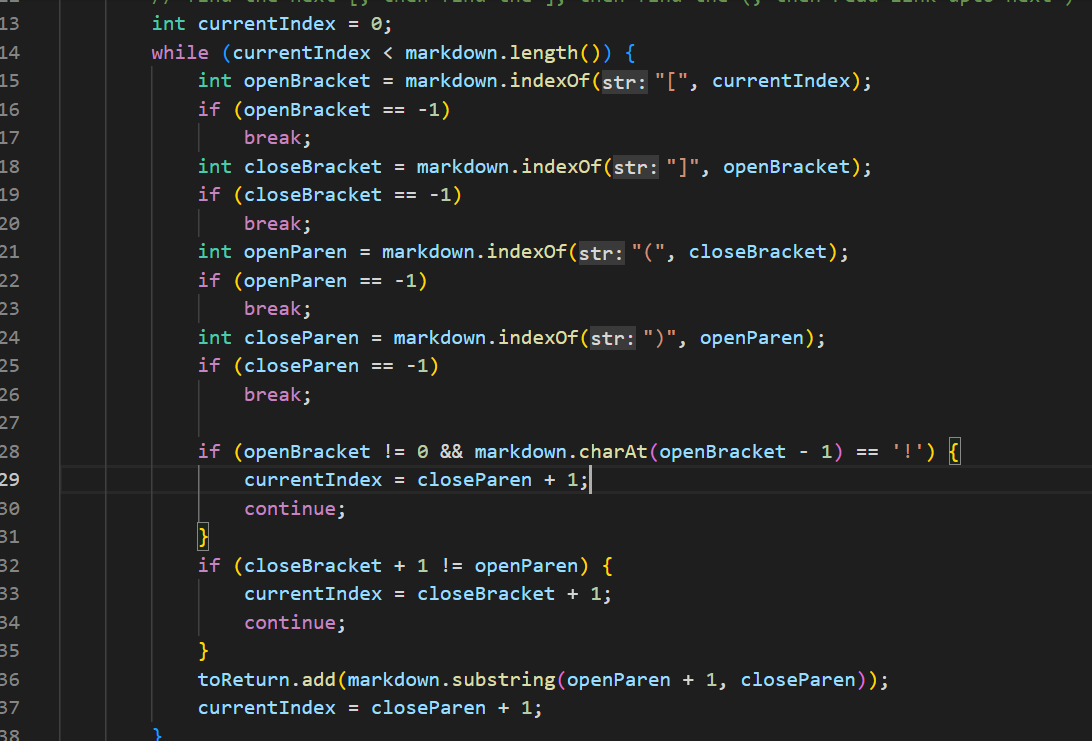 // find the next [, then find the ], then find the (, then read link upto next )
13 int currentIndex = 0;
14 while (currentIndex < markdown.length()) {
15 int openBracket = markdown.indexOf(str: "[", currentIndex);
16 if (openBracket == -1)
17 break;
18 int closeBracket = markdown.indexOf(str: "]", openBracket);
19 if (closeBracket == -1)
20 break;
21 int openParen = markdown.indexOf(str: "(", closeBracket);
22 if (openParen == -1)
23 break;
24 int closeParen = markdown.indexOf(str: ")", openParen);
25 if (closeParen == -1)
26 break;
27
28 if (openBracket != 0 && markdown.charAt(openBracket - 1) == '!') {
29 currentIndex = closeParen + 1;
30 continue;
31 }
32 if (closeBracket + 1 != openParen) {
33 currentIndex = closeBracket + 1;
34 continue;
35 }
36 toReturn.add(markdown.substring(openParen + 1, closeParen));
37 currentIndex = closeParen + 1;
38 }